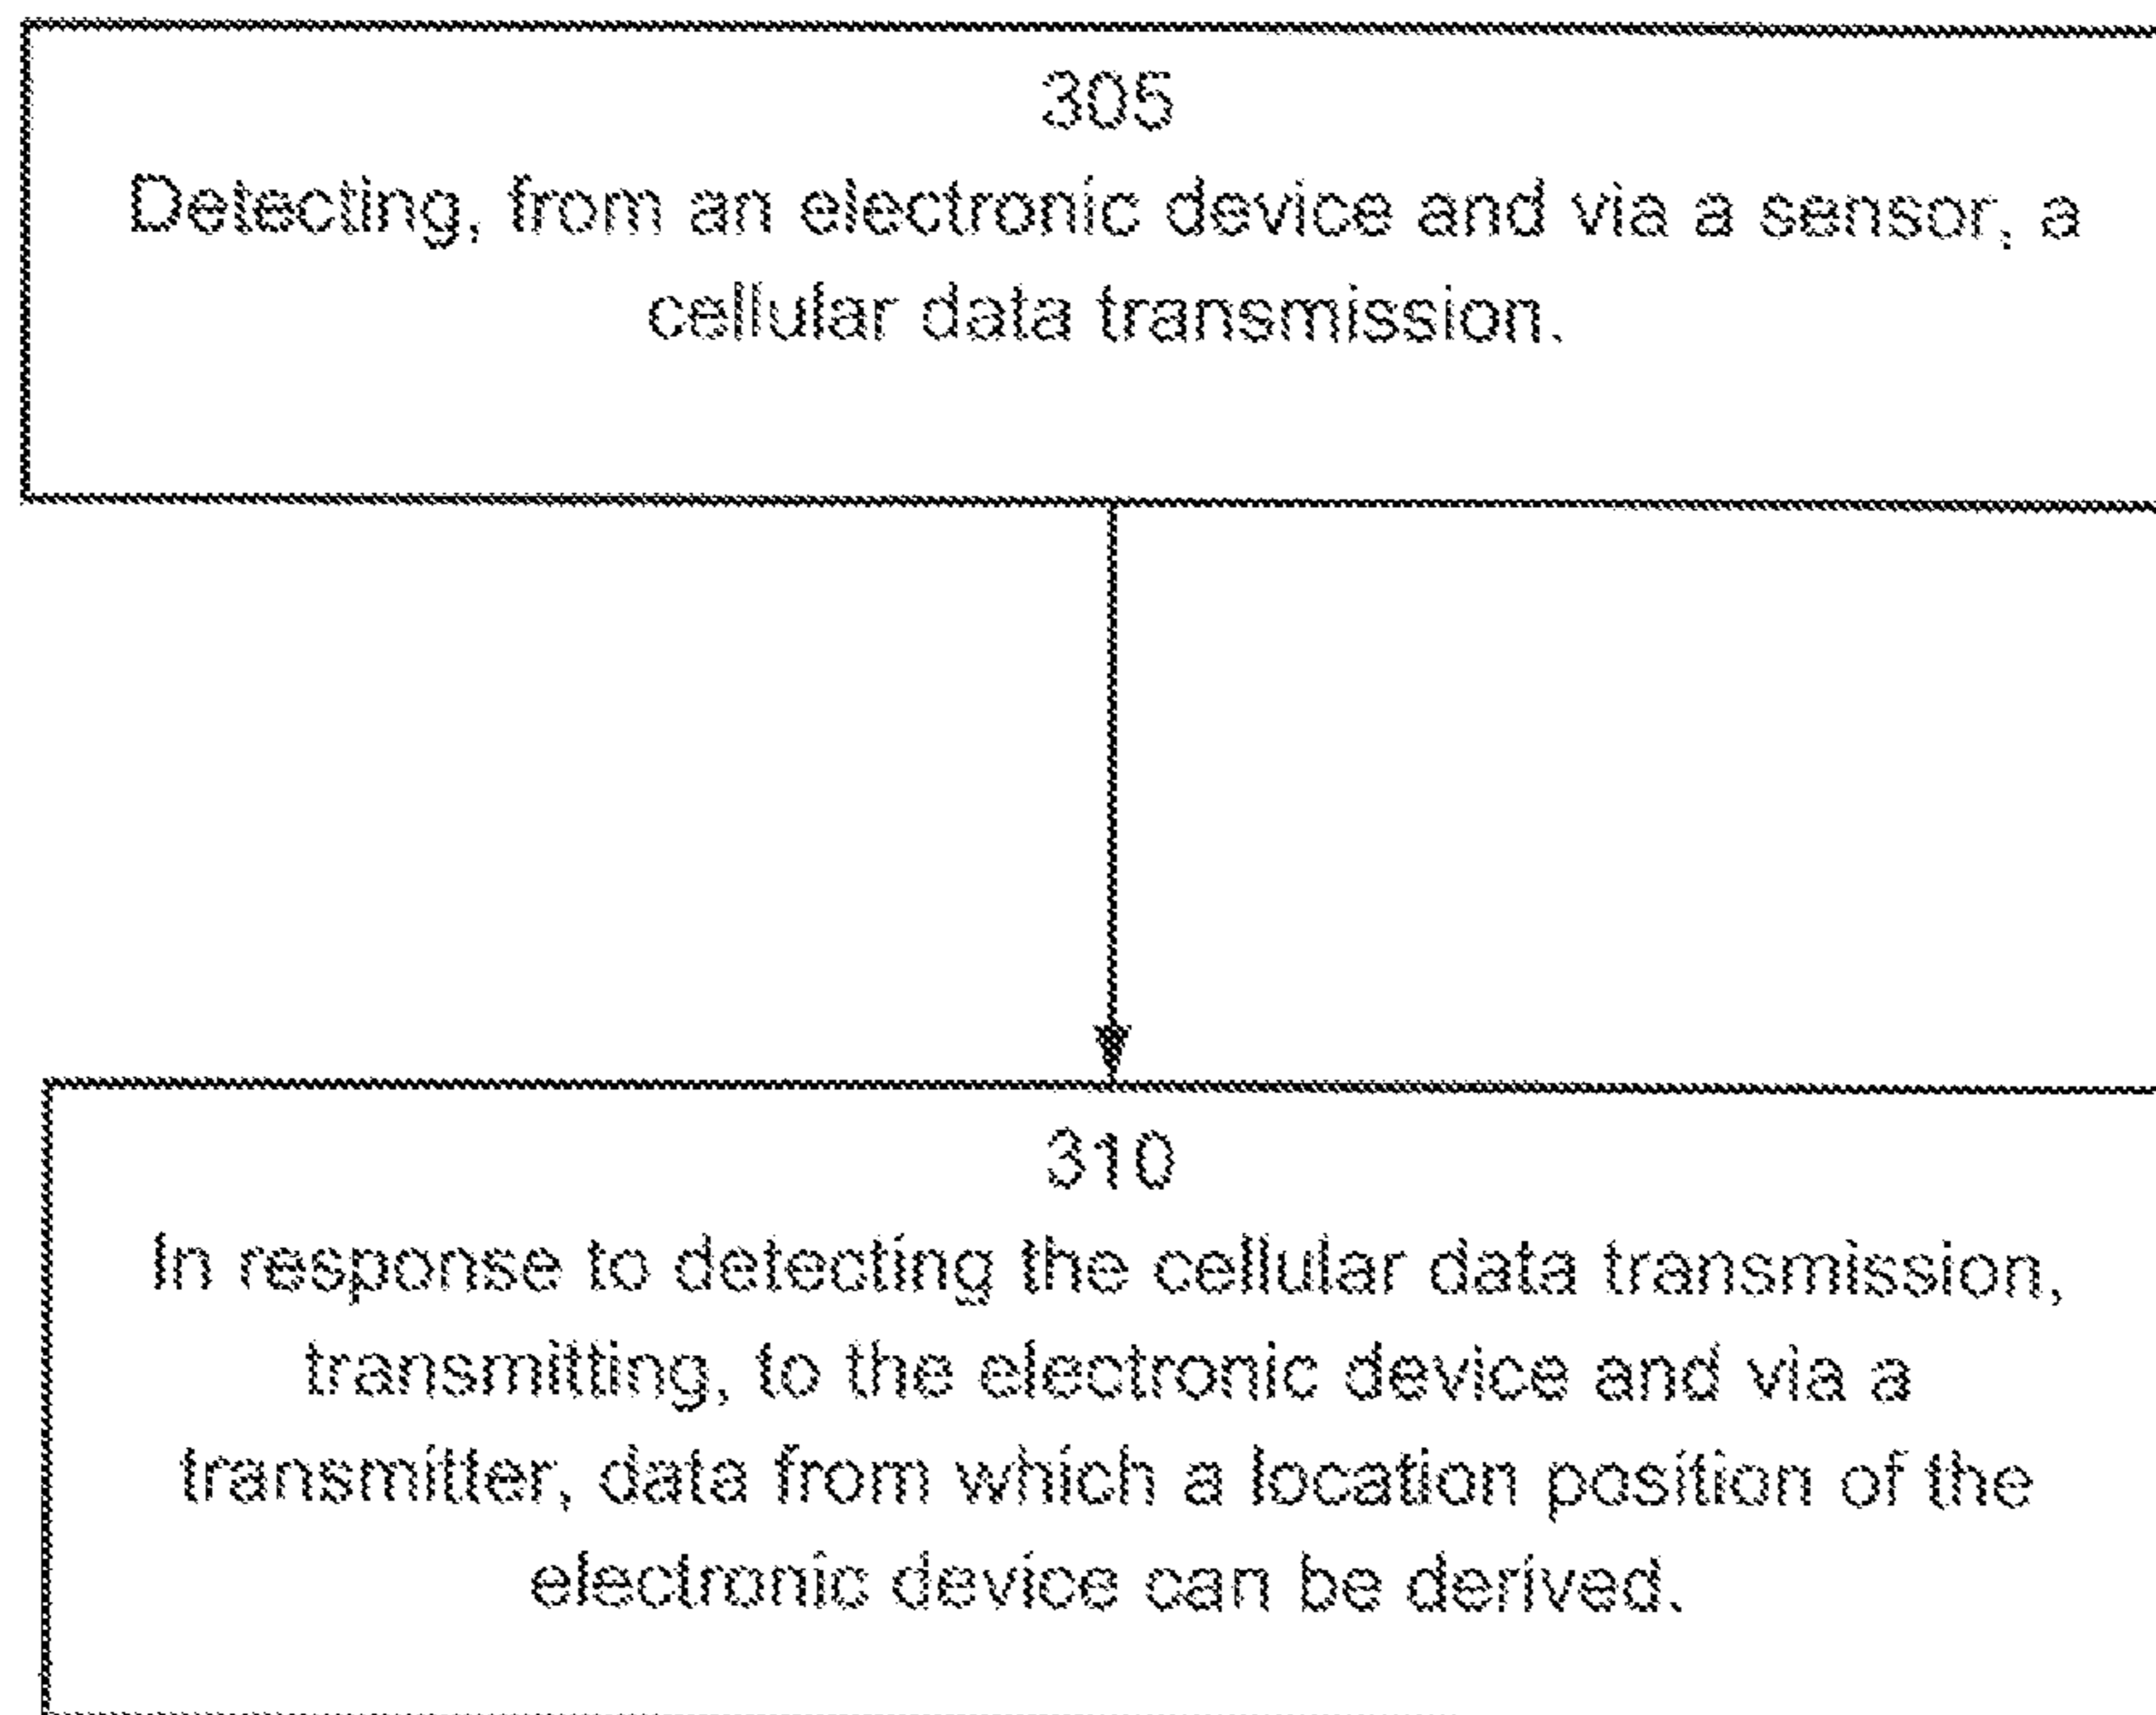 305
Detecting, from an electronic device and via a sensor, a
cellular data transmission.
310
In response to detecting the cellular data transmission,
transmitting, to the electronic device and via a
transmitter, data from which a location position of the
electronic device can be derived.